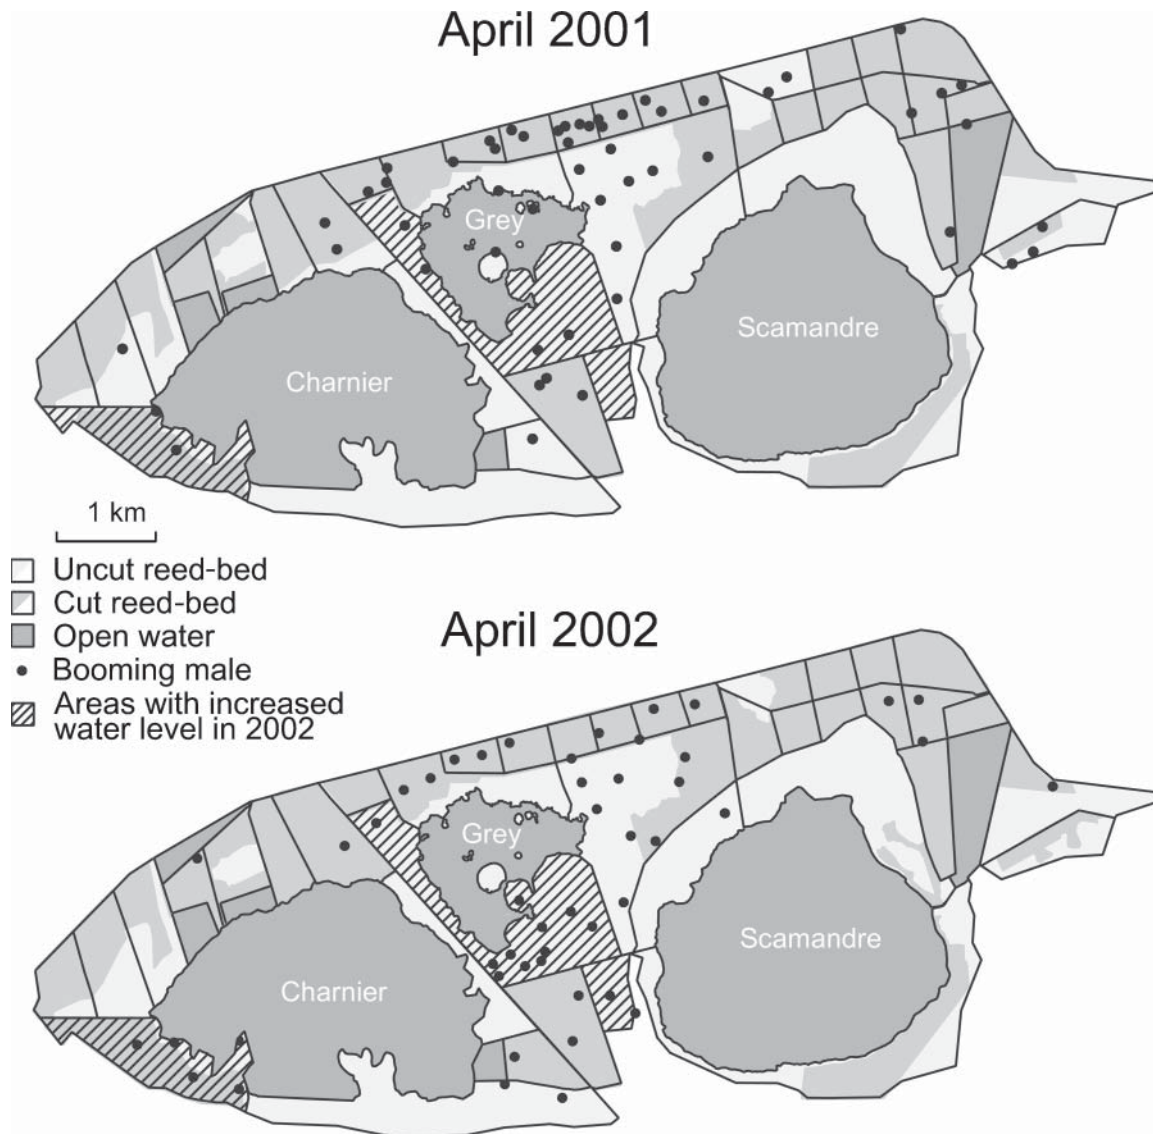 April 2001
Grey
Scamandre
Charnier
1 km
Uncut reed-bed
Cut reed-bed
Open water
Booming male
Areas with increased
water level in 2002
April 2002
Grey
Scamandre
Charnier